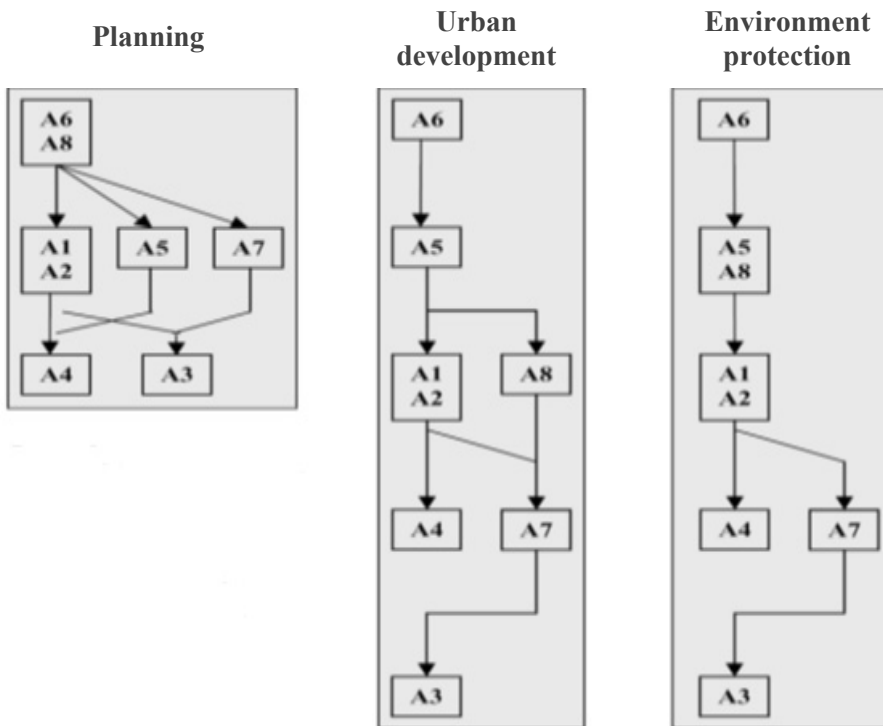 Planning
Urban
development
Environment
protection
A6
A8
A1
A2
A5
A7
A4
A3
A6
A5
A1
A2
A8
A4
A7
A3
A6
A5
A8
A1
A2
A4
A7
A3